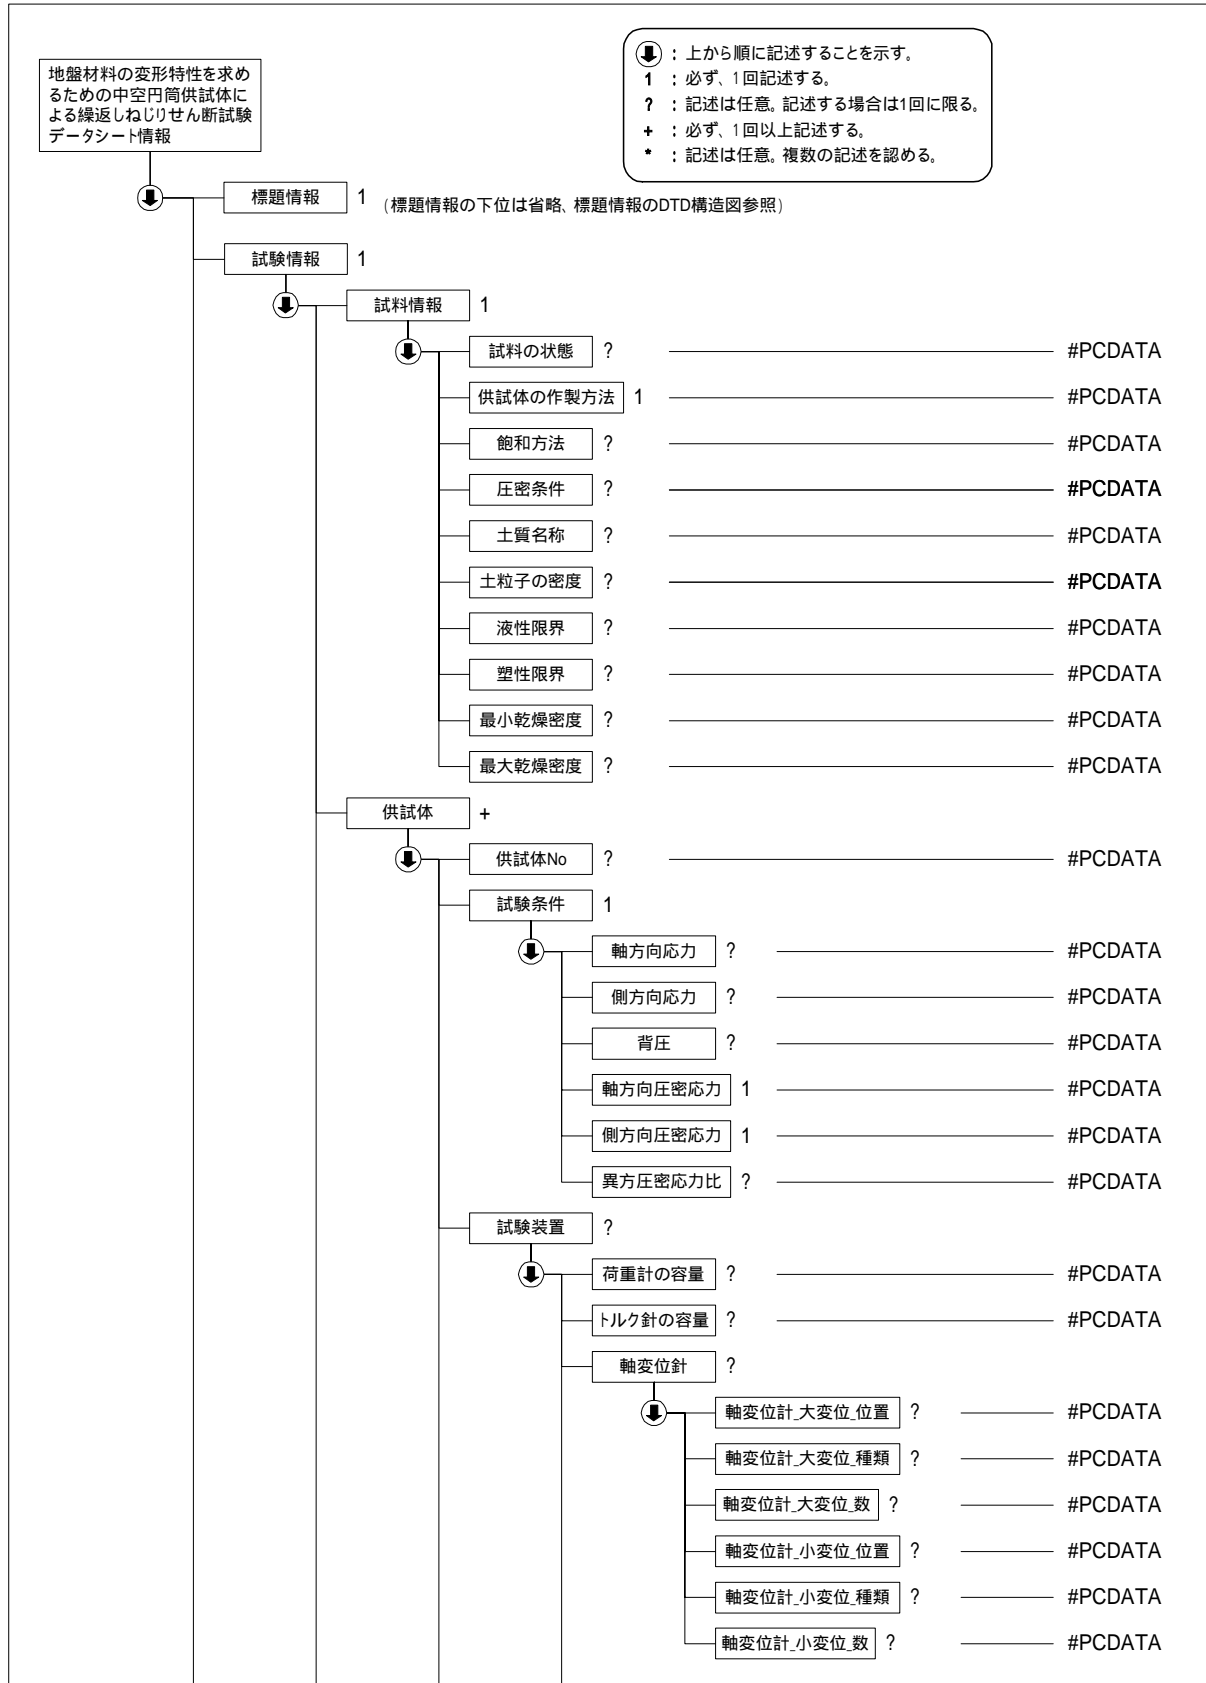 ：上から順に記述することを示す。
1：必ず、1回記述する。
?：記述は任意。記述する場合は1回に限る。
+：必ず、1回以上記述する。
*：記述は任意。複数の記述を認める。
地盤材料の変形特性を求め
るための中空円筒供試体に
よる繰返しねじりせん断試験
データシート情報
標題情報 1 (標題情報の下位は省略、標題情報のDTD構造図参照)
試験情報 1
試料情報 1
試料の状態 ? #PCDATA
供試体の作製方法 1 #PCDATA
飽和方法 ? #PCDATA
圧密条件 ? #PCDATA
土質名称 ? #PCDATA
土粒子の密度 ? #PCDATA
液性限界 ? #PCDATA
塑性限界 ? #PCDATA
最小乾燥密度 ? #PCDATA
最大乾燥密度 ? #PCDATA
供試体 +
供試体No ? #PCDATA
試験条件 1
軸方向応力 ? #PCDATA
側方向応力 ? #PCDATA
背圧 ? #PCDATA
軸方向圧密応力 1 #PCDATA
側方向圧密応力 1 #PCDATA
異方圧密応力比 ? #PCDATA
試験装置 ?
荷重計の容量 ? #PCDATA
トルク針の容量 ? #PCDATA
軸変位針 ?
軸変位計_大変位_位置 ? #PCDATA
軸変位計_大変位_種類 ? #PCDATA
軸変位計_大変位_数 ? #PCDATA
軸変位計_小変位_位置 ? #PCDATA
軸変位計_小変位_種類 ? #PCDATA
軸変位計_小変位_数 ? #PCDATA